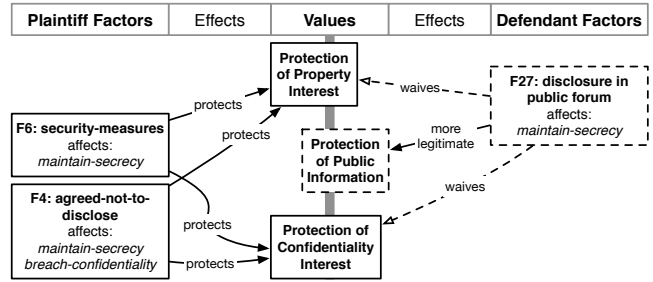 Plaintiff Factors Effects Values Effects Defendant Factors
Protection
of Property
Interest
F27: disclosure in
public forum
affects:
maintain-secrecy
waives
protects
F6: security-measures
affects:
maintain-secrecy
protects
more
legitimate
Protection
of Public
Information
F4: agreed-not-to-
disclose
affects:
maintain-secrecy
breach-confidentiality
waives
protects
protects
Protection of
Confidentiality
Interest